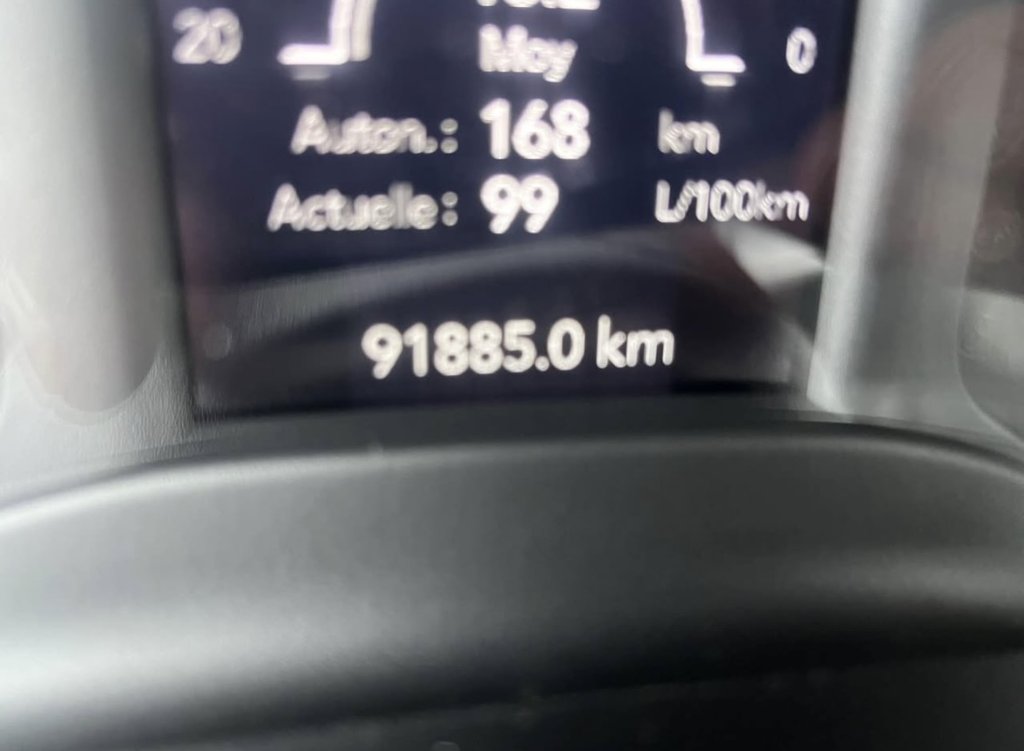 20 Moy 0
Auton.: 168 km
Actuelle: 99 L/100km
91885.0 km